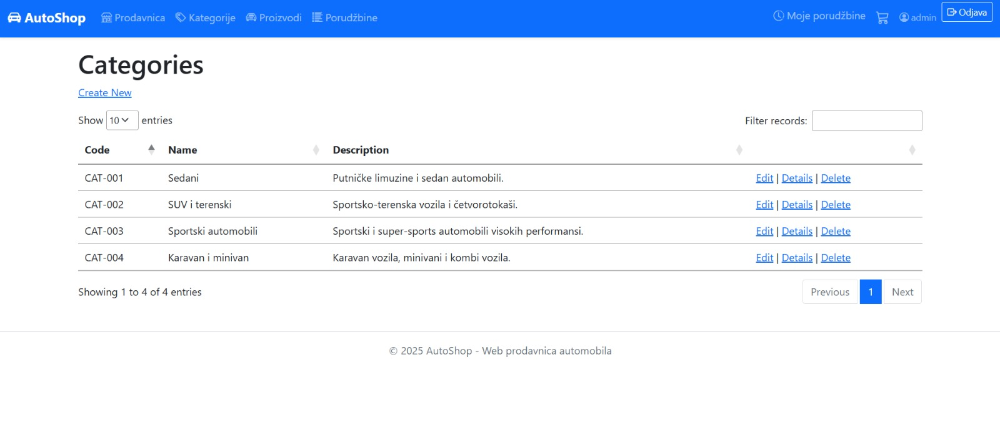 AutoShop Prodavnica Kategorije Proizvodi Porudžbine Moje porudžbine admin Odjava
Categories
Create New
Show 10 entries Filter records:
Code Name Description
CAT-001 Sedani Putničke limuzine i sedan automobili. Edit | Details | Delete
CAT-002 SUV i terenski Sportsko-terenska vozila i četvorotokaši. Edit | Details | Delete
CAT-003 Sportski automobili Sportski i super-sports automobili visokih performansi. Edit | Details | Delete
CAT-004 Karavan i minivan Karavan vozila, minivani i kombi vozila. Edit | Details | Delete
Showing 1 to 4 of 4 entries Previous 1 Next
© 2025 AutoShop - Web prodavnica automobila